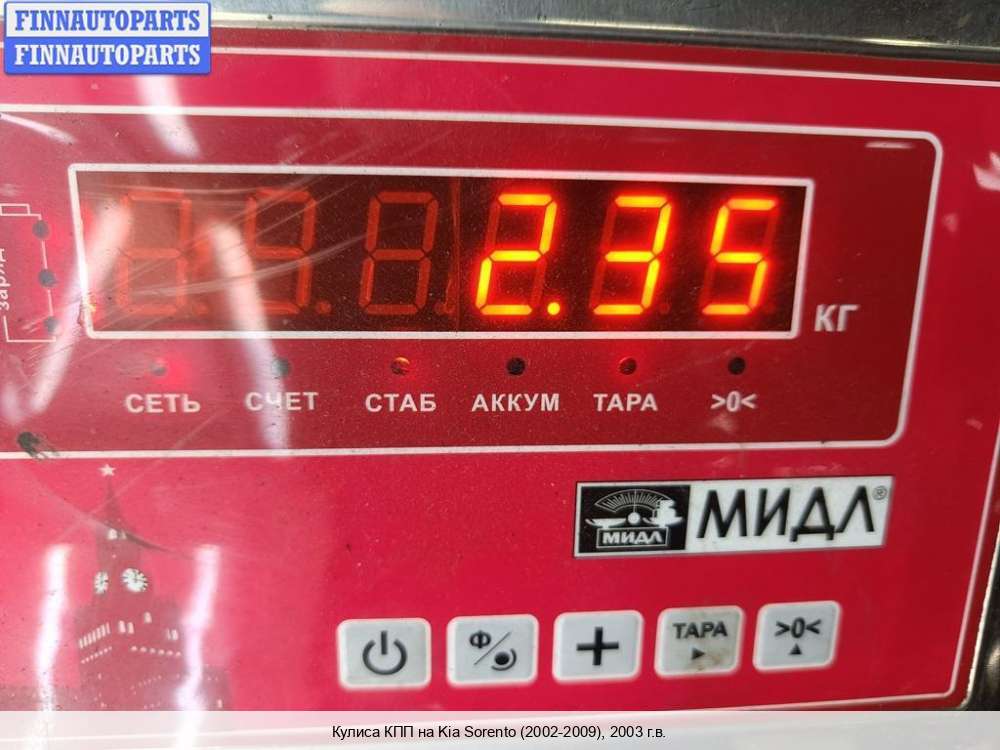 FINNAUTOPARTS
FINNAUTOPARTS
2.35
КГ
заряд
СЕТЬ СЧЕТ СТАБ АККУМ ТАРА >0<
МИДЛ МИДЛ®
Ф ТАРА >0<
Кулиса КПП на Kia Sorento (2002-2009), 2003 г.в.